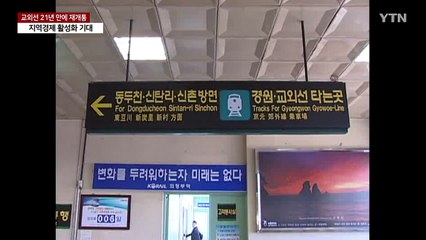 교외선 21년 만에 재개통
지역경제 활성화 기대
YTN
동두천·신탄리·신촌방면
For Dongducheon Sintan-ri Sinchon
東豆川 新炭里 新村 方面
경원·교외선 타는곳
Tracks For Gyeongwon Gyowoe-Line
京元 郊外線 乘車場
변화를 두려워하는자 미래는 없다
KORAIL 의정부역
006